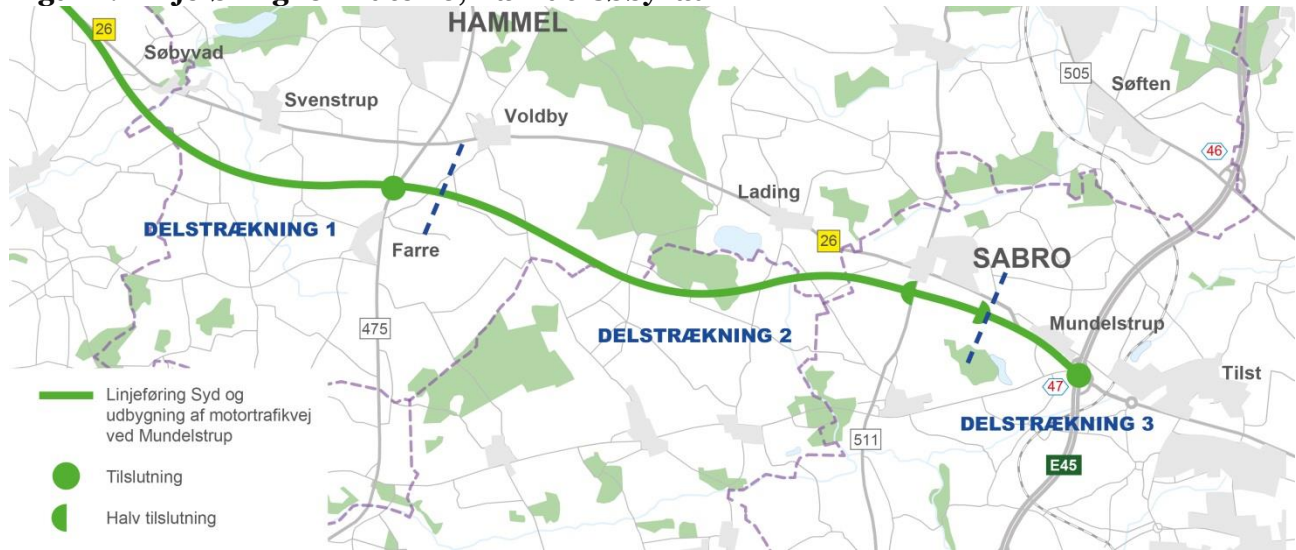 26
HAMMEL
Søbyvad
Svenstrup
Voldby
505
Søften
46
Lading
DELSTRÆKNING 1
Farre
26
SABRO
475
DELSTRÆKNING 2
Mundelstrup
Tilst
47
DELSTRÆKNING 3
511
E45
Linjeføring Syd og
udbygning af motortrafikvej
ved Mundelstrup
Tilslutning
Halv tilslutning